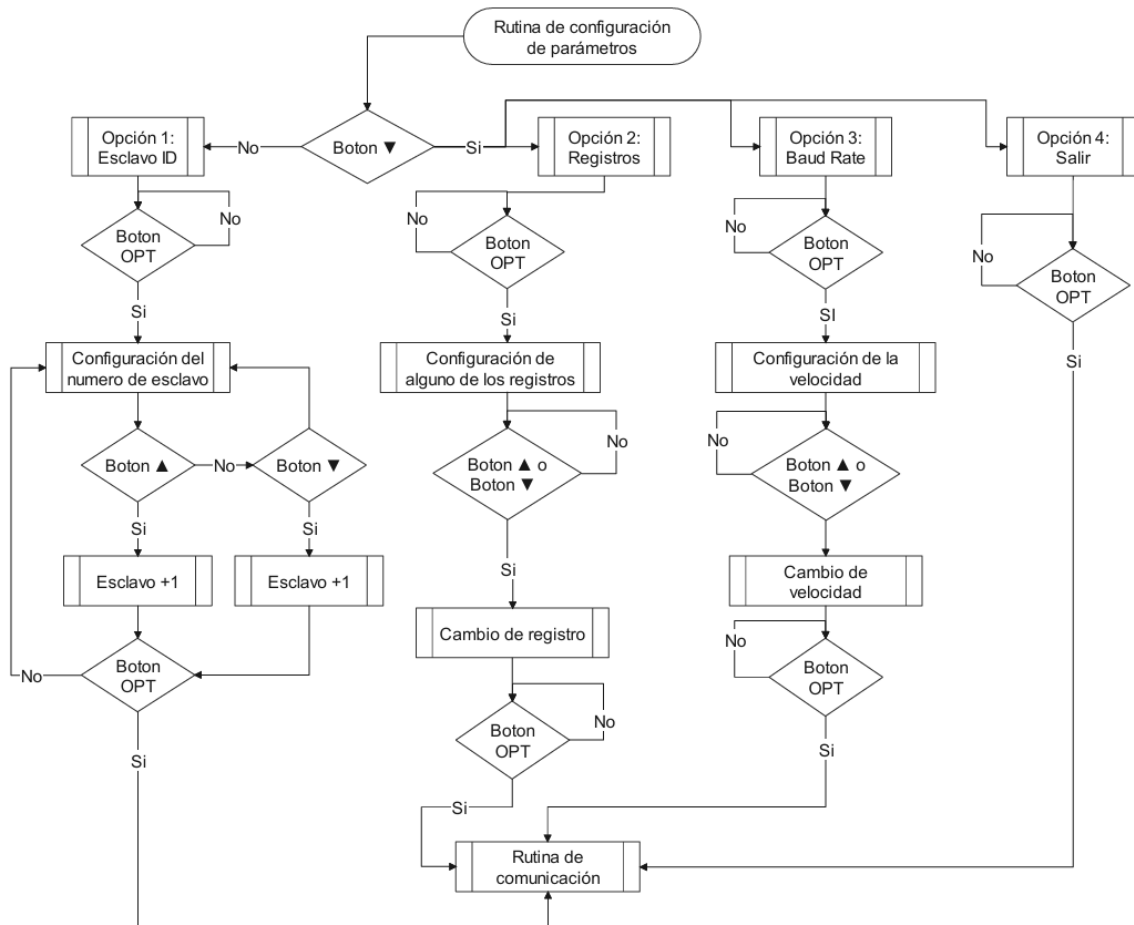 Rutina de configuración
de parámetros
Opción 1:
Esclavo ID
No
Boton ▼
Si
Opción 2:
Registros
Opción 3:
Baud Rate
Opción 4:
Salir
Boton
OPT
No
No
Boton
OPT
No
Boton
OPT
No
Boton
OPT
Si
Si
SI
Si
Configuración del
numero de esclavo
Configuración de
alguno de los registros
Configuración de la
velocidad
Boton ▲
No
Boton ▼
Boton ▲ o
Boton ▼
No
No
Boton ▲ o
Boton ▼
Si
Si
Si
Esclavo +1
Esclavo +1
Cambio de registro
Cambio de
velocidad
No
Boton
OPT
Boton
OPT
No
No
Boton
OPT
Si
Si
Si
Rutina de
comunicación